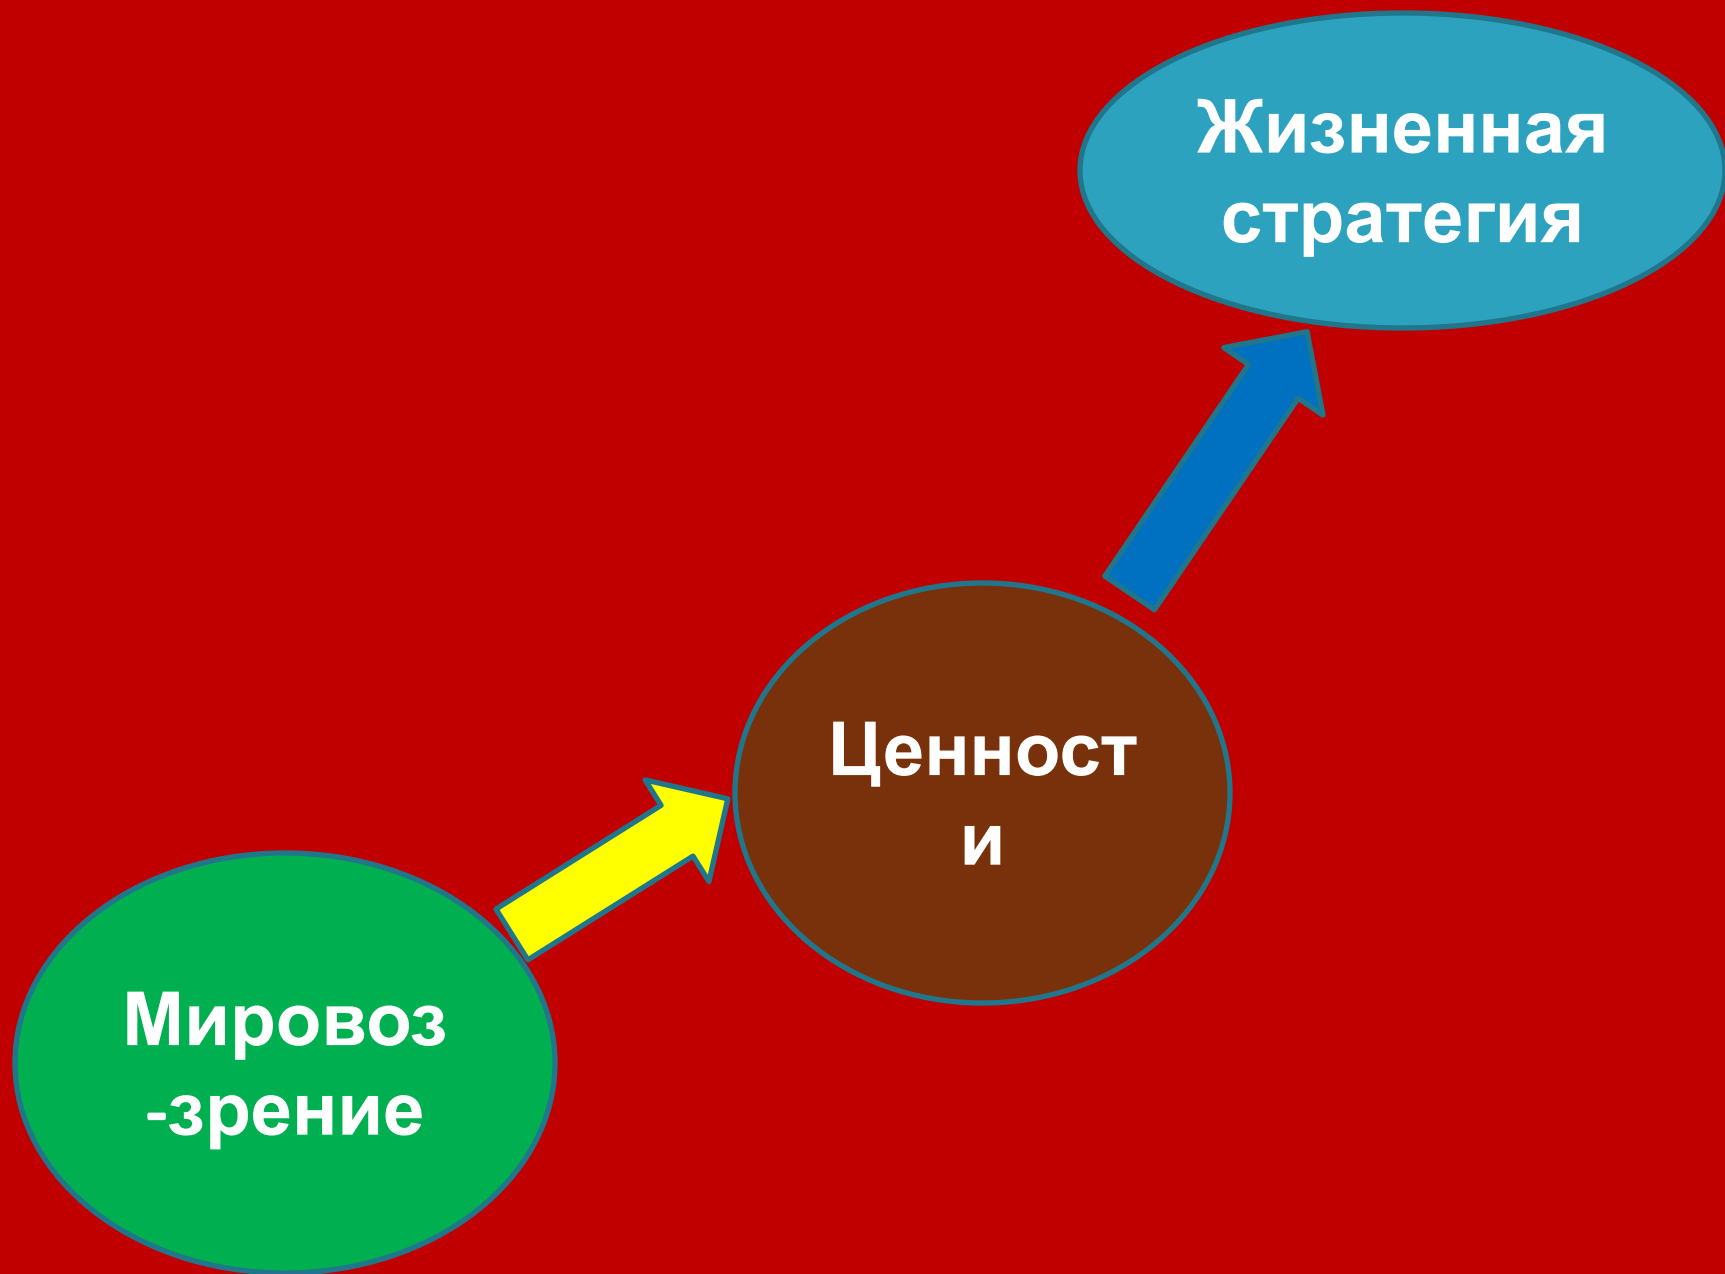 Жизненная
стратегия
Ценност
и
Мировоз
-зрение